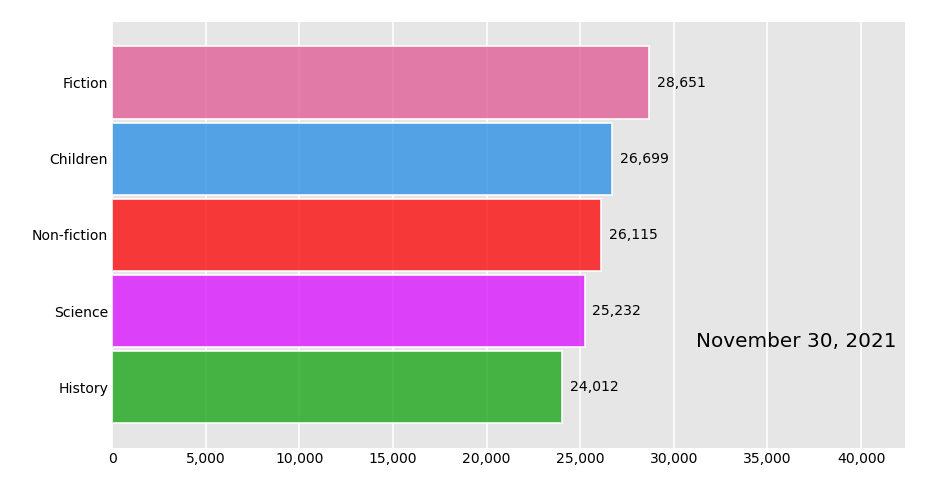 Fiction
28,651
Children
26,699
Non-fiction
26,115
Science
25,232
November 30, 2021
History
24,012
0
5,000
10,000
15,000
20,000
25,000
30,000
35,000
40,000